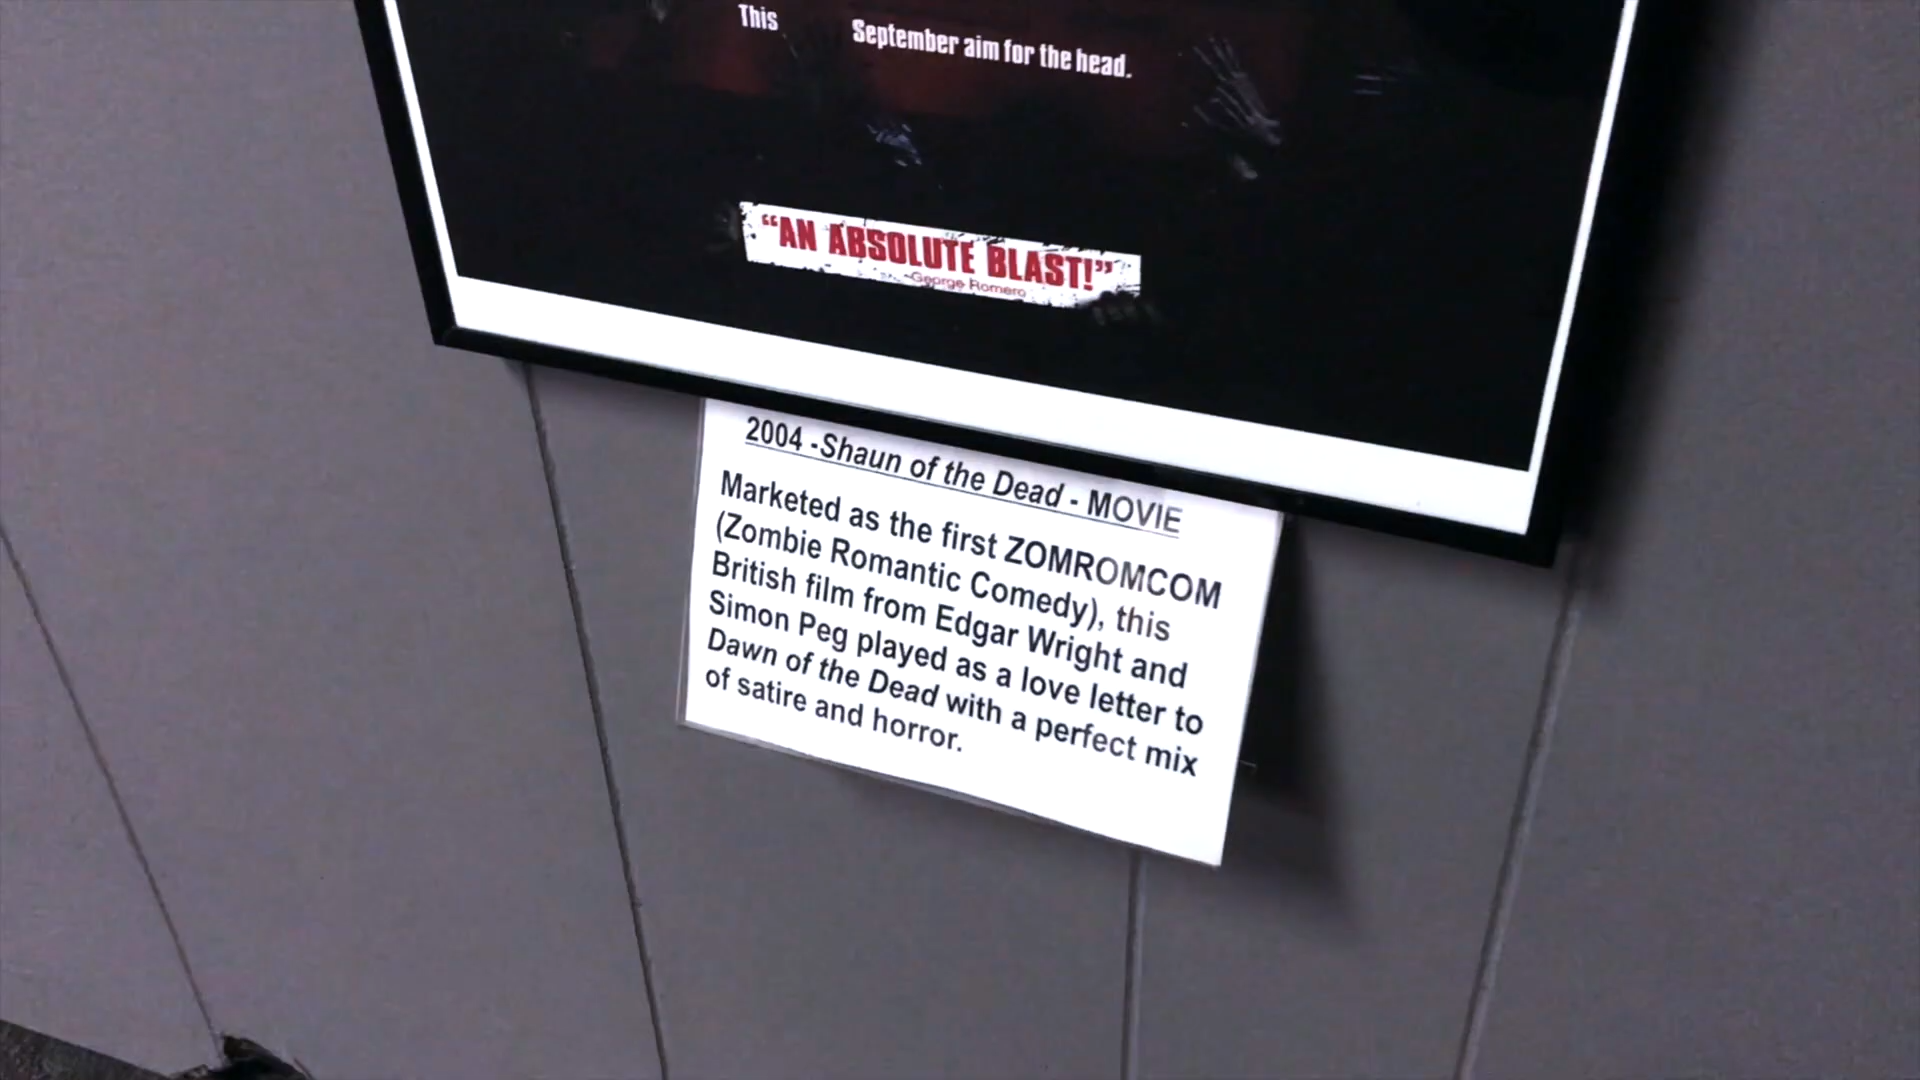 This September aim for the head.
“AN ABSOLUTE BLAST!”
-George Romero
2004 -Shaun of the Dead - MOVIE
Marketed as the first ZOMROMCOM
(Zombie Romantic Comedy), this
British film from Edgar Wright and
Simon Peg played as a love letter to
Dawn of the Dead with a perfect mix
of satire and horror.